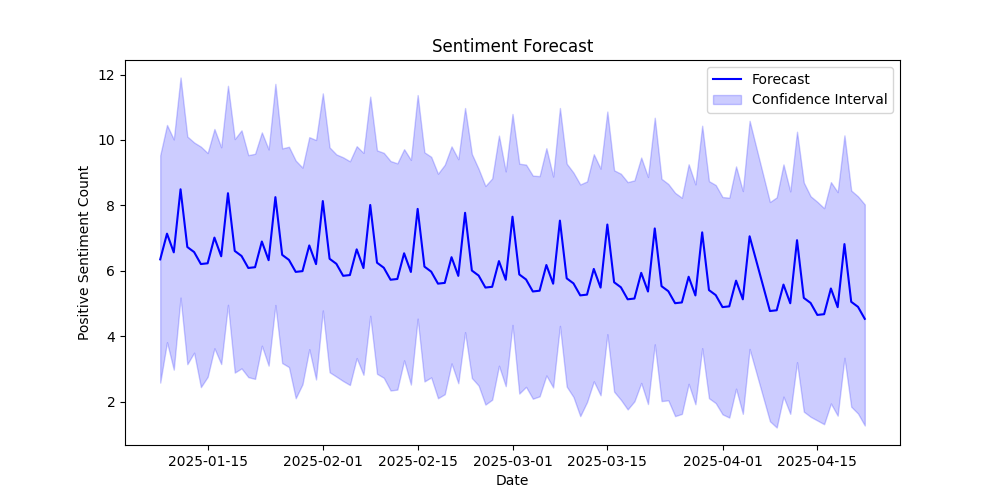 Sentiment Forecast
Forecast
Confidence Interval
Positive Sentiment Count
12
10
8
6
4
2
2025-01-15
2025-02-01
2025-02-15
2025-03-01
2025-03-15
2025-04-01
2025-04-15
Date